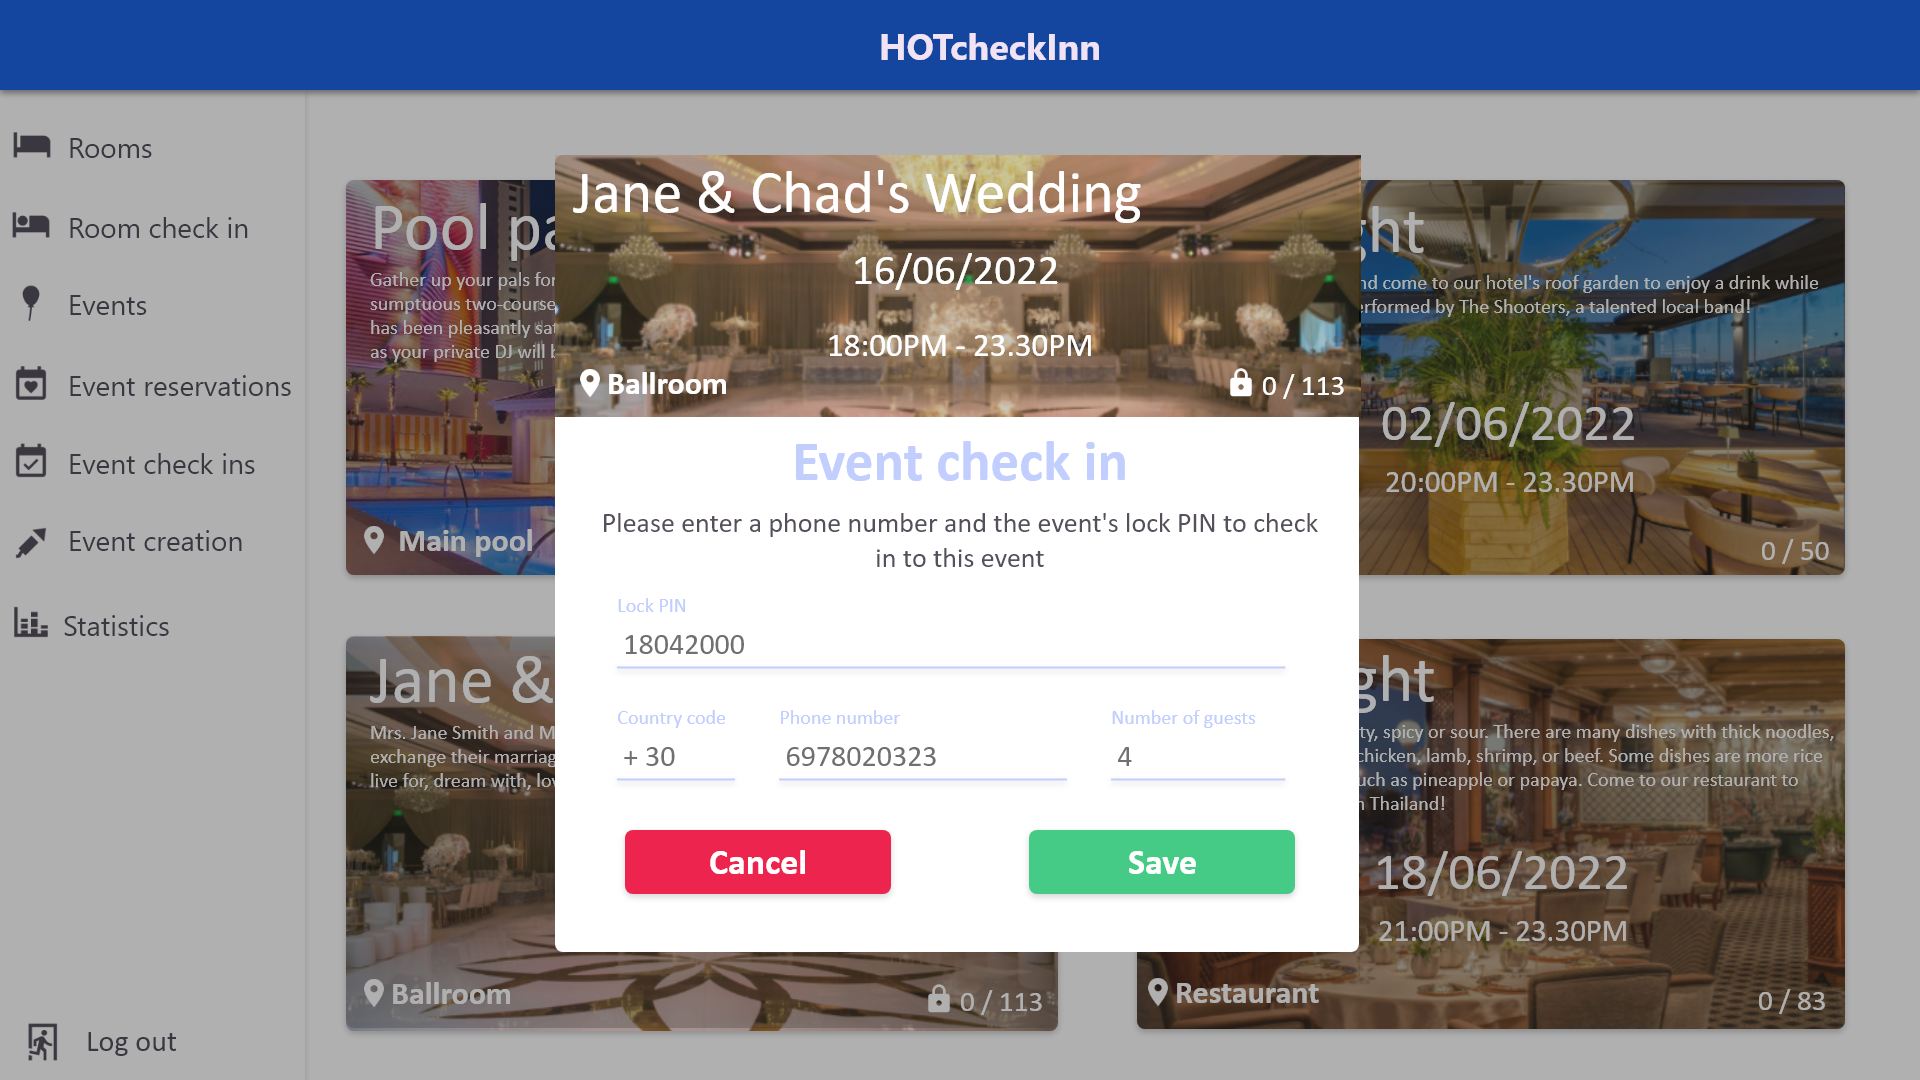 HOTcheckInn
Rooms
Room check in
Events
Event reservations
Event check ins
Event creation
Statistics
Log out
Pool
Gather up your pals for
sumptuous two-course
has been pleasantly
as your private DJ will
Main pool
nd come to our hotel's roof garden to enjoy a drink while
erformed by The Shooters, a talented local band!
02/06/2022
20:00PM - 23.30PM
0 / 50
Jane & Chad's Wedding
16/06/2022
18:00PM - 23.30PM
Ballroom
0 / 113
Event check in
Please enter a phone number and the event's lock PIN to check
in to this event
Lock PIN
18042000
Country code
Phone number
Number of guests
+ 30
6978020323
4
Cancel
Save
Jane &
Mrs. Jane Smith and M
exchange their marriag
live for, dream with, lov
Ballroom
0 / 113
ght
ty, spicy or sour. There are many dishes with thick noodles,
chicken, lamb, shrimp, or beef. Some dishes are more rice
uch as pineapple or papaya. Come to our restaurant to
Thailand!
18/06/2022
21:00PM - 23.30PM
Restaurant
0 / 83